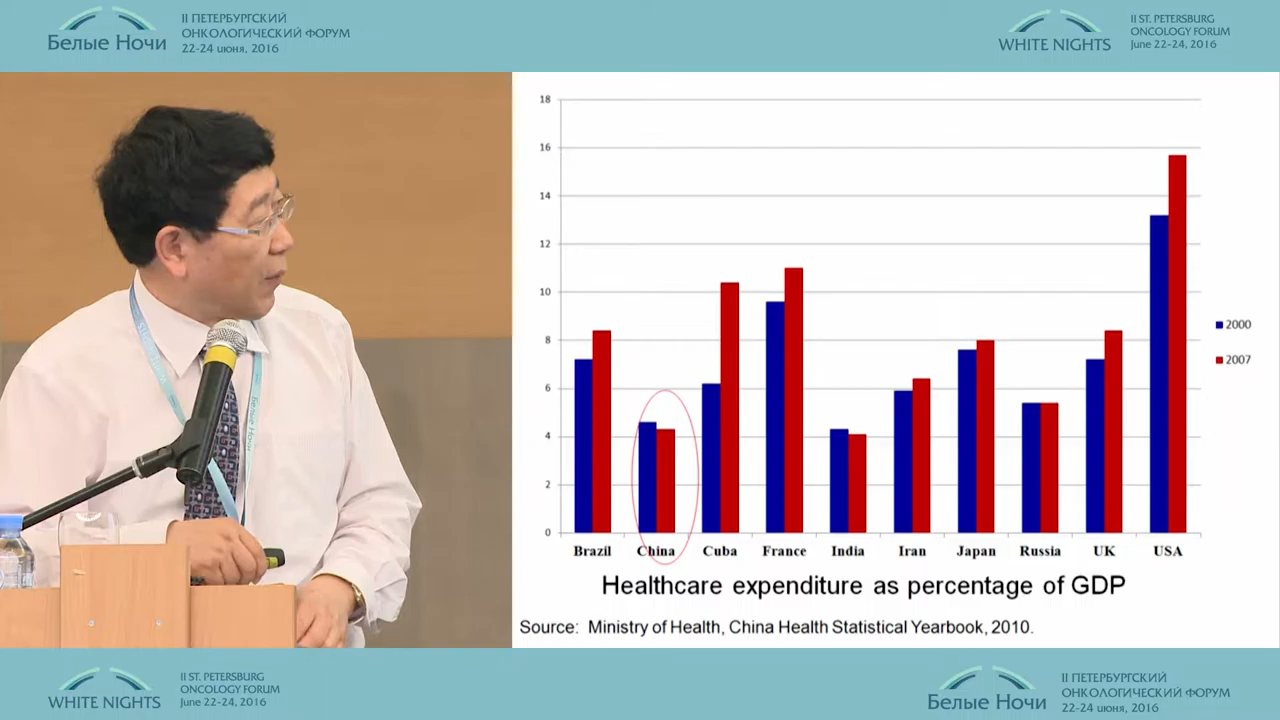 Белые Ночи
II ПЕТЕРБУРГСКИЙ
ОНКОЛОГИЧЕСКИЙ ФОРУМ
22-24 июня, 2016
WHITE NIGHTS
II ST. PETERSBURG
ONCOLOGY FORUM
June 22-24, 2016
18
16
14
12
10
8
6
4
2
0
2000
2007
Brazil China Cuba France India Iran Japan Russia UK USA
Healthcare expenditure as percentage of GDP
Source: Ministry of Health, China Health Statistical Yearbook, 2010.
Белые Ночи
WHITE NIGHTS
II ST. PETERSBURG
ONCOLOGY FORUM
June 22-24, 2016
Белые Ночи
II ПЕТЕРБУРГСКИЙ
ОНКОЛОГИЧЕСКИЙ ФОРУМ
22-24 июня, 2016